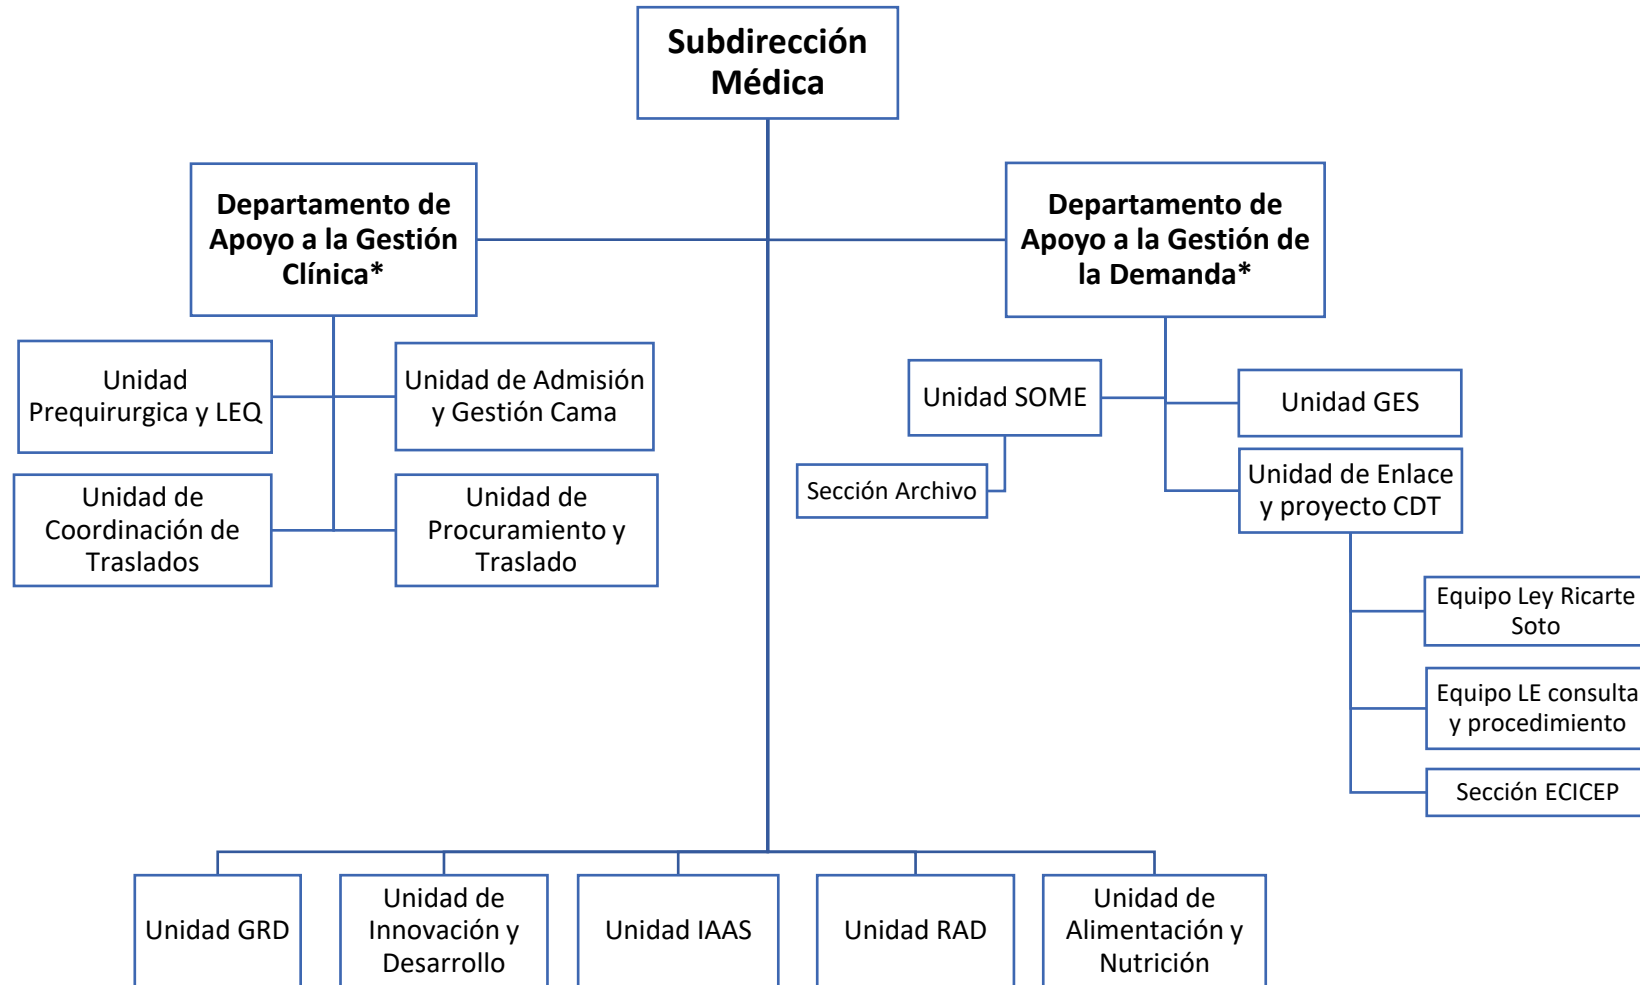 Subdirección
Médica
Departamento de
Apoyo a la Gestión
Clínica*
Departamento de
Apoyo a la Gestión de
la Demanda*
Unidad
Prequirurgica y LEQ
Unidad de Admisión
y Gestión Cama
Unidad de
Coordinación de
Traslados
Unidad de
Procuramiento y
Traslado
Unidad SOME
Sección Archivo
Unidad GES
Unidad de Enlace
y proyecto CDT
Equipo Ley Ricarte
Soto
Equipo LE consulta
y procedimiento
Sección ECICEP
Unidad GRD
Unidad de
Innovación y
Desarrollo
Unidad IAAS
Unidad RAD
Unidad de
Alimentación y
Nutrición